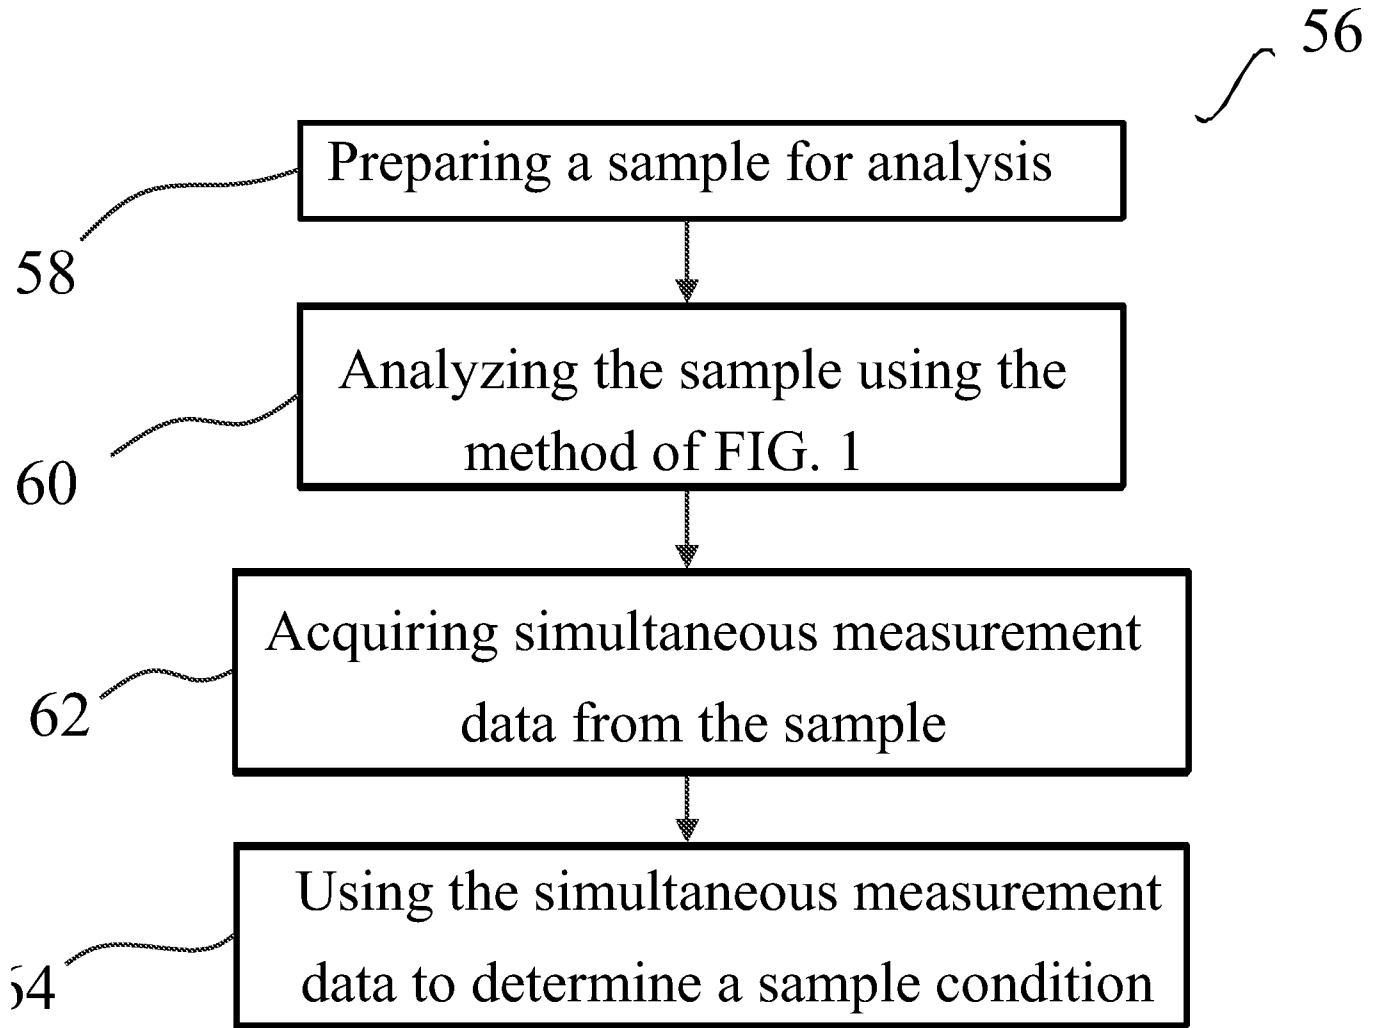 56
Preparing a sample for analysis
58
Analyzing the sample using the
method of FIG. 1
60
Acquiring simultaneous measurement
data from the sample
62
Using the simultaneous measurement
data to determine a sample condition